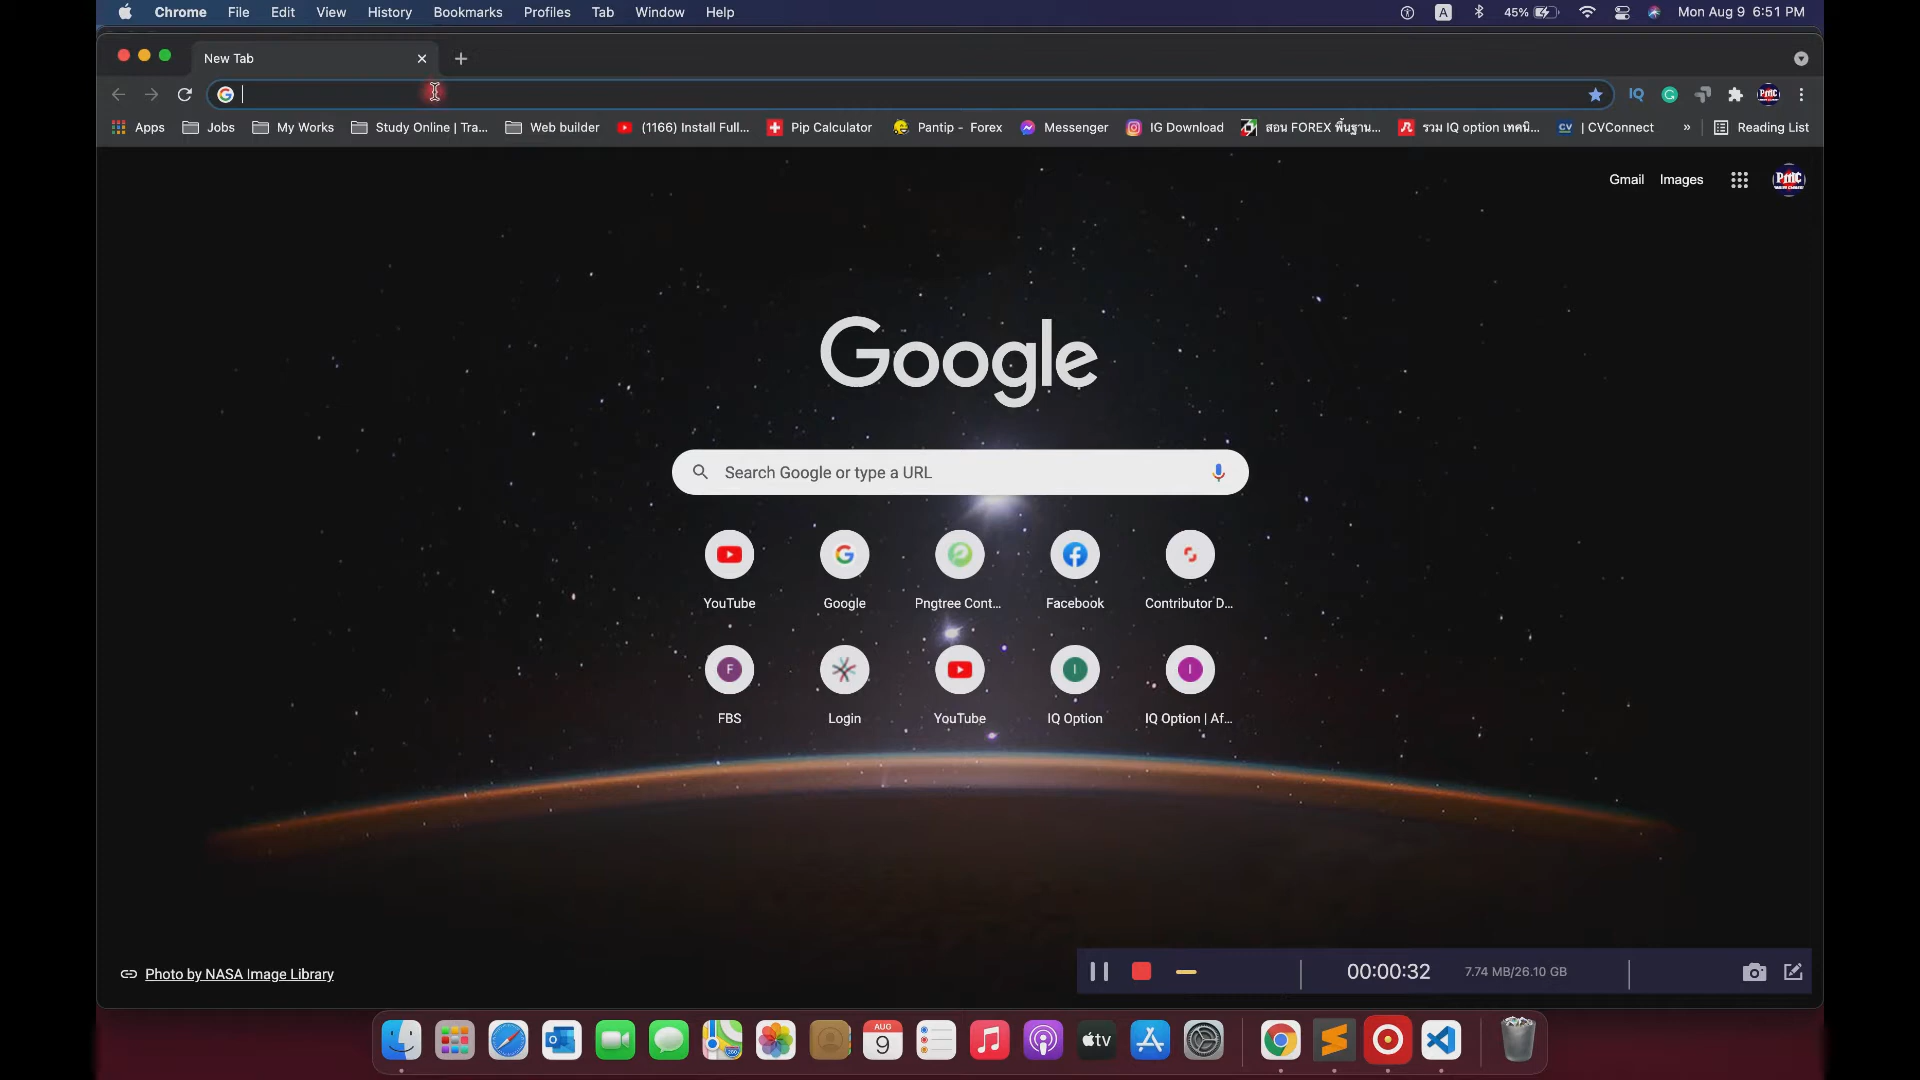 Chrome File Edit View History Bookmarks Profiles Tab Window Help A 45% Mon Aug 9 6:51 PM
New Tab
Apps Jobs My Works Study Online | Tra... Web builder (1166) Install Full... Pip Calculator Pantip - Forex Messenger IG Download สอน FOREX พื้นฐาน... รวม IQ option เทคนิ... CV | CVConnect » Reading List
Gmail Images PMC
Google
Search Google or type a URL
YouTube Google Pngtree Cont... Facebook Contributor D...
F I I
FBS Login YouTube IQ Option IQ Option | Af...
Photo by NASA Image Library
00:00:32 7.74 MB/26.10 GB
AUG
9
tv